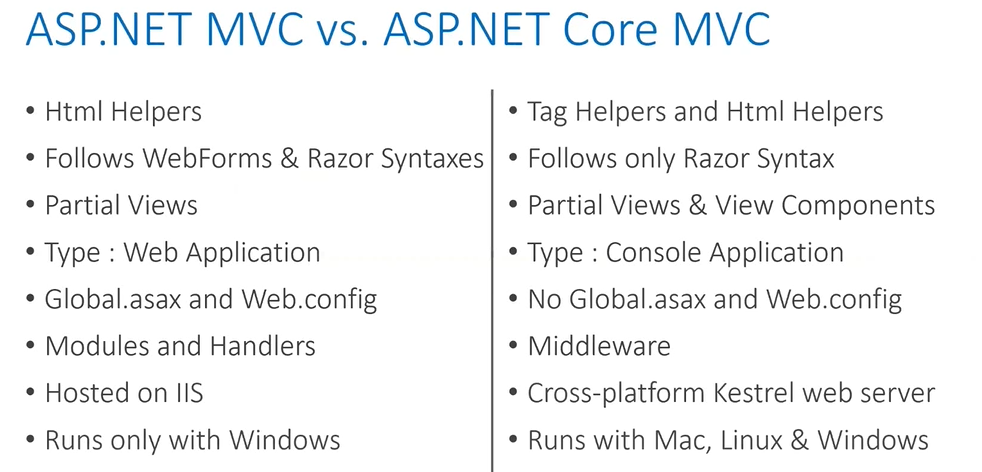 ASP.NET MVC vs. ASP.NET Core MVC
• Html Helpers
• Follows WebForms & Razor Syntaxes
• Partial Views
• Type : Web Application
• Global.asax and Web.config
• Modules and Handlers
• Hosted on IIS
• Runs only with Windows
• Tag Helpers and Html Helpers
• Follows only Razor Syntax
• Partial Views & View Components
• Type : Console Application
• No Global.asax and Web.config
• Middleware
• Cross-platform Kestrel web server
• Runs with Mac, Linux & Windows